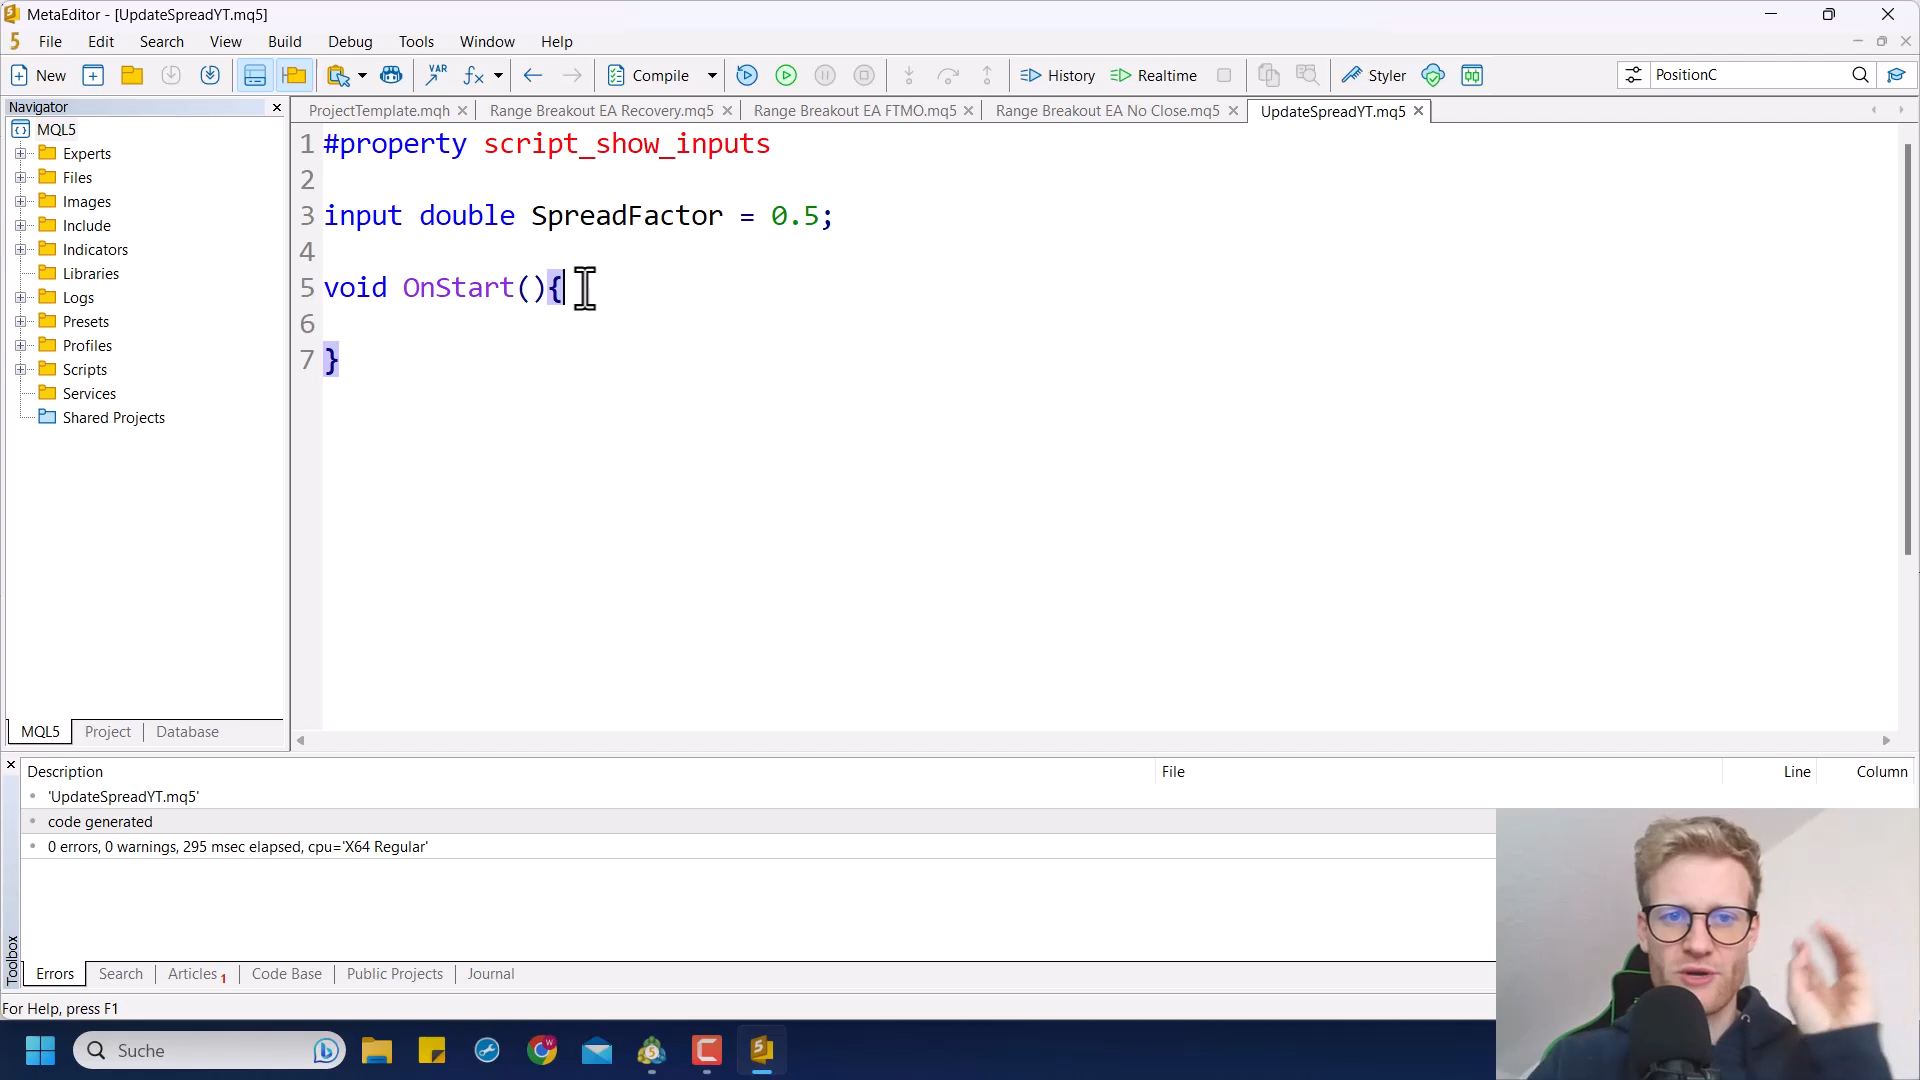 MetaEditor - [UpdateSpreadYT.mq5]
File Edit Search View Build Debug Tools Window Help
New VAR fx Compile History Realtime Styler PositionC
Navigator
ProjectTemplate.mqh Range Breakout EA Recovery.mq5 Range Breakout EA FTMO.mq5 Range Breakout EA No Close.mq5 UpdateSpreadYT.mq5
MQL5
Experts
Files
Images
Include
Indicators
Libraries
Logs
Presets
Profiles
Scripts
Services
Shared Projects
1 #property script_show_inputs
2
3 input double SpreadFactor = 0.5;
4
5 void OnStart(){
6
7 }
MQL5 Project Database
Description File Line Column
'UpdateSpreadYT.mq5'
code generated
0 errors, 0 warnings, 295 msec elapsed, cpu='X64 Regular'
Toolbox
Errors Search Articles 1 Code Base Public Projects Journal
For Help, press F1
Suche